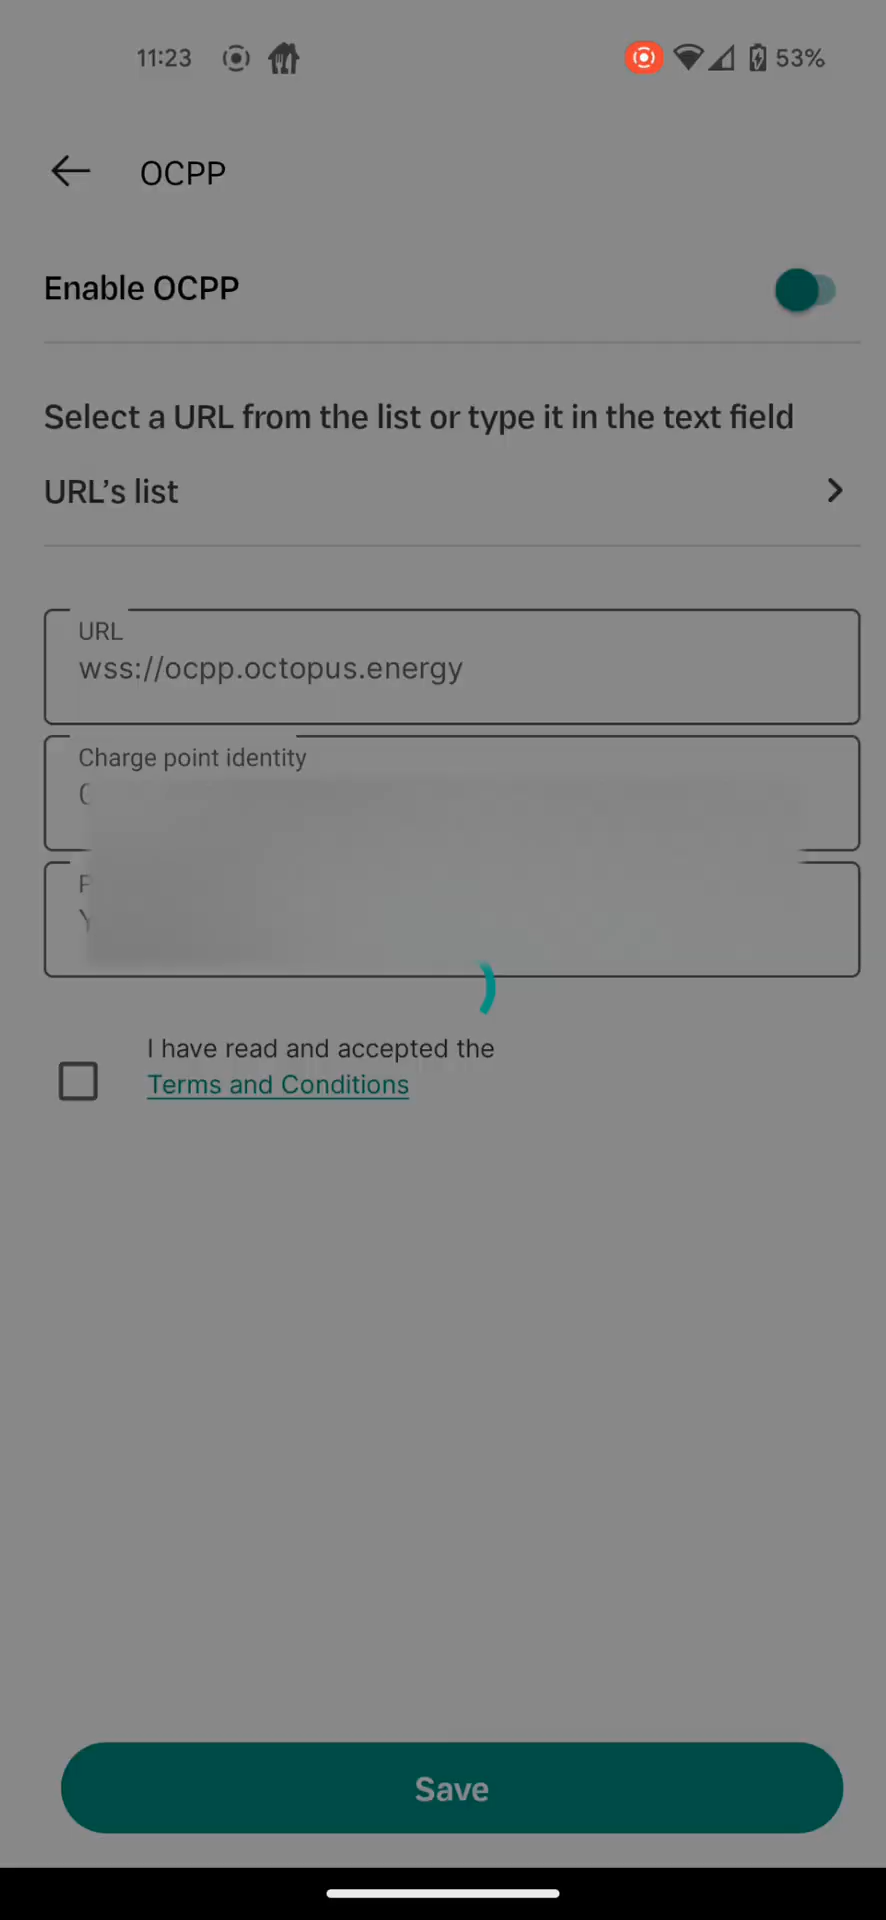 11:23
53%
OCPP
Enable OCPP
Select a URL from the list or type it in the text field
URL’s list
URL
wss://ocpp.octopus.energy
Charge point identity
I have read and accepted the
Terms and Conditions
Save